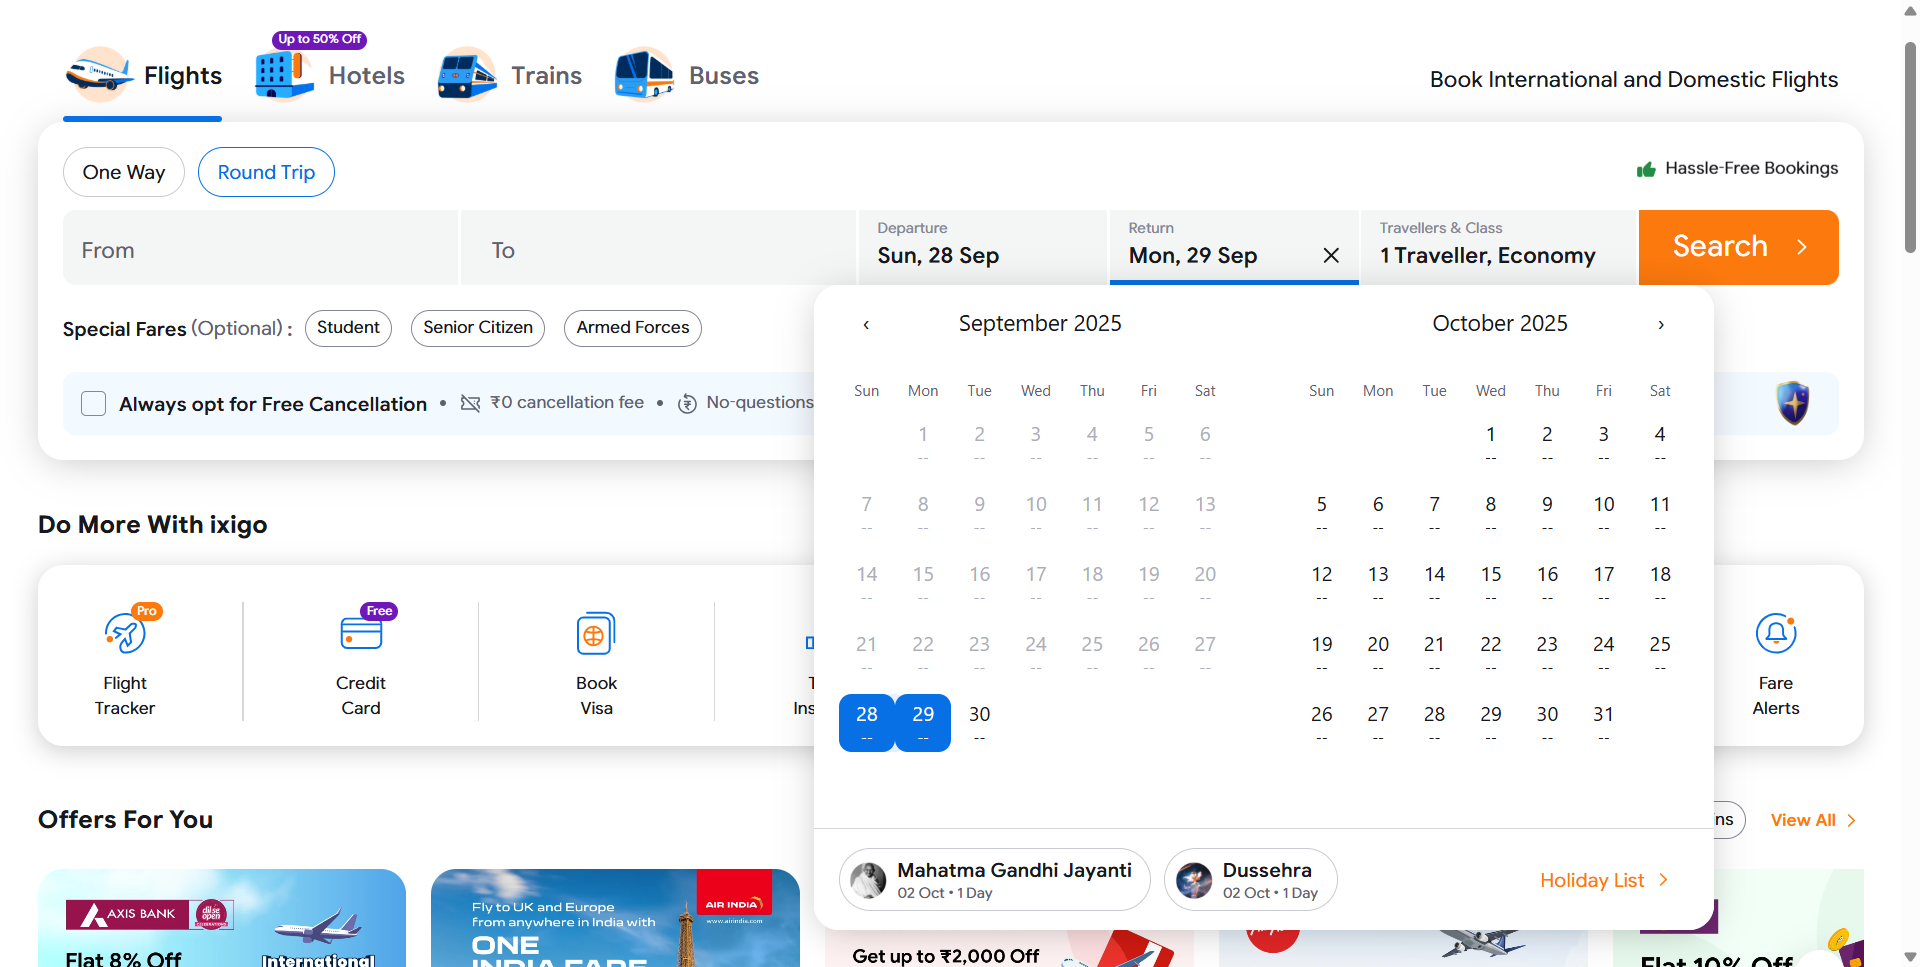 Up to 50% Off
Flights
Hotels
Trains
Buses
Book International and Domestic Flights
One Way
Round Trip
Hassle-Free Bookings
From
To
Departure
Sun, 28 Sep
Return
Mon, 29 Sep
Travellers & Class
1 Traveller, Economy
Search
Special Fares (Optional) :
Student
Senior Citizen
Armed Forces
Always opt for Free Cancellation • ₹0 cancellation fee • No-questions
September 2025
Sun Mon Tue Wed Thu Fri Sat
1 2 3 4 5 6
-- -- -- -- -- --
7 8 9 10 11 12 13
-- -- -- -- -- -- --
14 15 16 17 18 19 20
-- -- -- -- -- -- --
21 22 23 24 25 26 27
-- -- -- -- -- -- --
28 29 30
-- -- --
October 2025
Sun Mon Tue Wed Thu Fri Sat
1 2 3 4
-- -- -- --
5 6 7 8 9 10 11
-- -- -- -- -- -- --
12 13 14 15 16 17 18
-- -- -- -- -- -- --
19 20 21 22 23 24 25
-- -- -- -- -- -- --
26 27 28 29 30 31
-- -- -- -- -- --
Mahatma Gandhi Jayanti
02 Oct • 1 Day
Dussehra
02 Oct • 1 Day
Holiday List
Do More With ixigo
Pro
Flight
Tracker
Free
Credit
Card
Book
Visa
T
Ins
Fare
Alerts
Offers For You
ns
View All
AXIS BANK
dil se
open
Flat 8% Off
International
Fly to UK and Europe
from anywhere in India with
ONE
INDIA FARE
AIR INDIA
www.airindia.com
Get up to ₹2,000 Off
Flat 10% Off